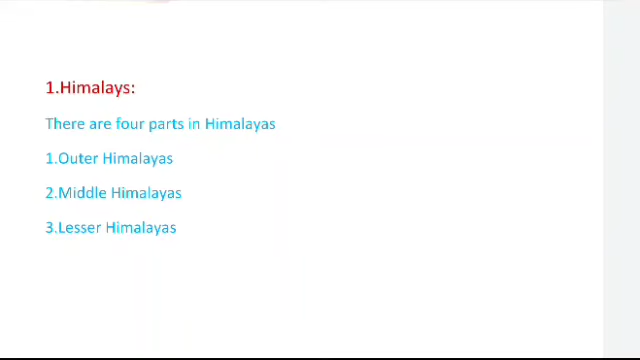 1.Himalays:
There are four parts in Himalayas
1.Outer Himalayas
2.Middle Himalayas
3.Lesser Himalayas